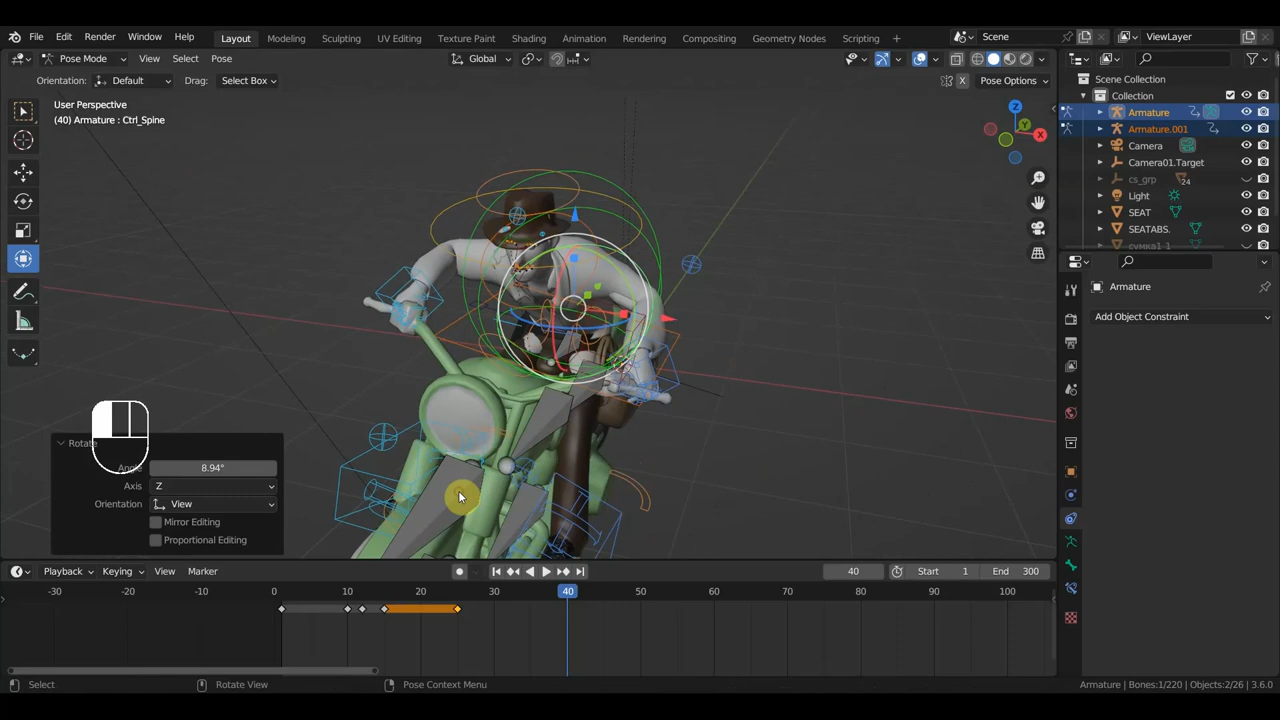 File Edit Render Window Help Layout Modeling Sculpting UV Editing Texture Paint Shading Animation Rendering Compositing Geometry Nodes Scripting + Scene ViewLayer
Pose Mode View Select Pose Global Pose Options
Orientation: Default Drag: Select Box X
User Perspective
(40) Armature : Ctrl_Spine
Z
Y
X
Scene Collection
Collection
Armature
Armature.001
Camera
Camera01.Target
cs_grp 24
Light
SEAT
SEATABS.
сумка1 1
Armature
Add Object Constraint
Rotate
Angle 8.94°
Axis Z
Orientation View
Mirror Editing
Proportional Editing
Playback Keying View Marker 40 Start 1 End 300
-30 -20 -10 0 10 20 30 40 50 60 70 80 90 100
Select Rotate View Pose Context Menu Armature | Bones:1/220 | Objects:2/26 | 3.6.0